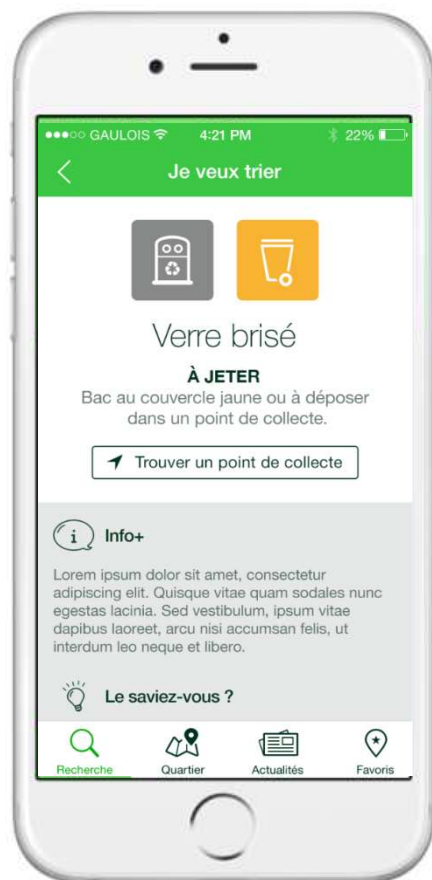 GAULOIS 4:21 PM 22%
Je veux trier
Verre brisé
À JETER
Bac au couvercle jaune ou à déposer
dans un point de collecte.
Trouver un point de collecte
i Info+
Lorem ipsum dolor sit amet, consectetur
adipiscing elit. Quisque vitae quam sodales nunc
egestas lacinia. Sed vestibulum, ipsum vitae
dapibus laoreet, arcu nisi accumsan felis, ut
interdum leo neque et libero.
Le saviez-vous ?
Recherche Quartier Actualités Favoris